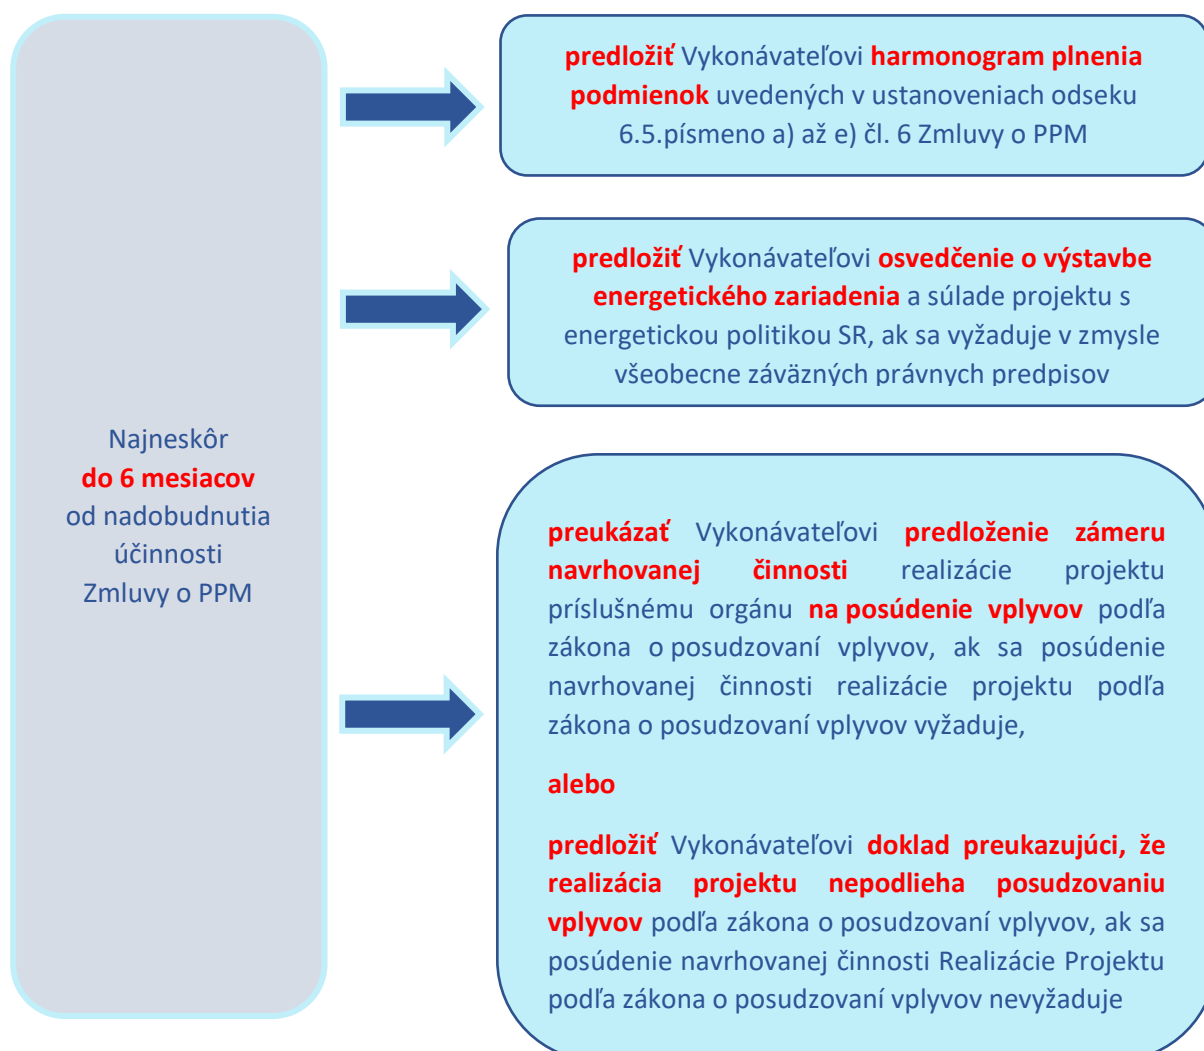 Najneskôr
do 6 mesiacov
od nadobudnutia
účinnosti
Zmluvy o PPM
predložiť Vykonávateľovi harmonogram plnenia
podmienok uvedených v ustanoveniach odseku
6.5.písmeno a) až e) čl. 6 Zmluvy o PPM
predložiť Vykonávateľovi osvedčenie o výstavbe
energetického zariadenia a súlade projektu s
energetickou politikou SR, ak sa vyžaduje v zmysle
všeobecne záväzných právnych predpisov
preukázať Vykonávateľovi predloženie zámeru
navrhovanej činnosti realizácie projektu
príslušnému orgánu na posúdenie vplyvov podľa
zákona o posudzovaní vplyvov, ak sa posúdenie
navrhovanej činnosti realizácie projektu podľa
zákona o posudzovaní vplyvov vyžaduje,
alebo
predložiť Vykonávateľovi doklad preukazujúci, že
realizácia projektu nepodlieha posudzovaniu
vplyvov podľa zákona o posudzovaní vplyvov, ak sa
posúdenie navrhovanej činnosti Realizácie Projektu
podľa zákona o posudzovaní vplyvov nevyžaduje